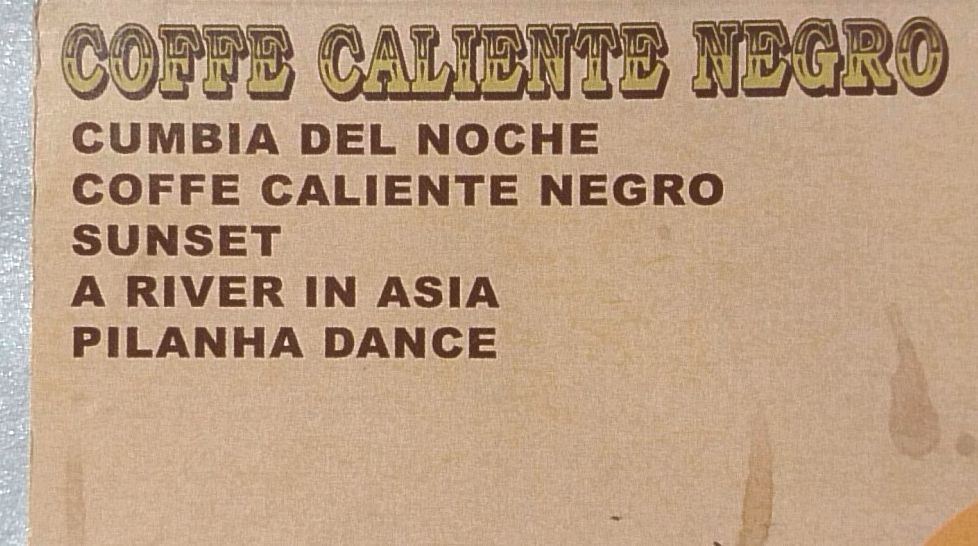 COFFE CALIENTE NEGRO
CUMBIA DEL NOCHE
COFFE CALIENTE NEGRO
SUNSET
A RIVER IN ASIA
PILANHA DANCE